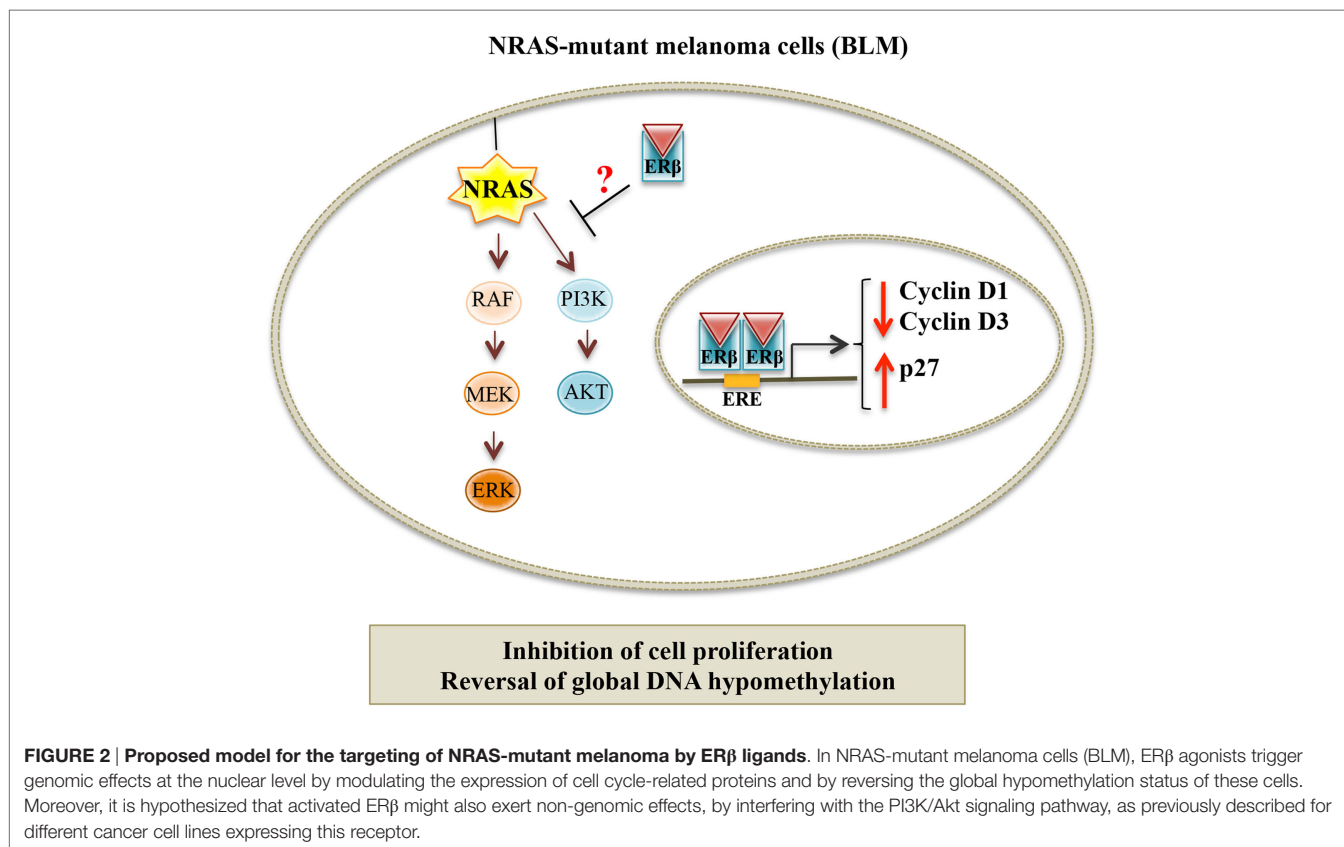 NRAS-mutant melanoma cells (BLM)
ERβ
?
NRAS
RAF
PI3K
MEK
AKT
ERK
Cyclin D1
Cyclin D3
p27
ERβ ERβ
ERE
Inhibition of cell proliferation
Reversal of global DNA hypomethylation
FIGURE 2 | Proposed model for the targeting of NRAS-mutant melanoma by ERβ ligands. In NRAS-mutant melanoma cells (BLM), ERβ agonists trigger
genomic effects at the nuclear level by modulating the expression of cell cycle-related proteins and by reversing the global hypomethylation status of these cells.
Moreover, it is hypothesized that activated ERβ might also exert non-genomic effects, by interfering with the PI3K/Akt signaling pathway, as previously described for
different cancer cell lines expressing this receptor.